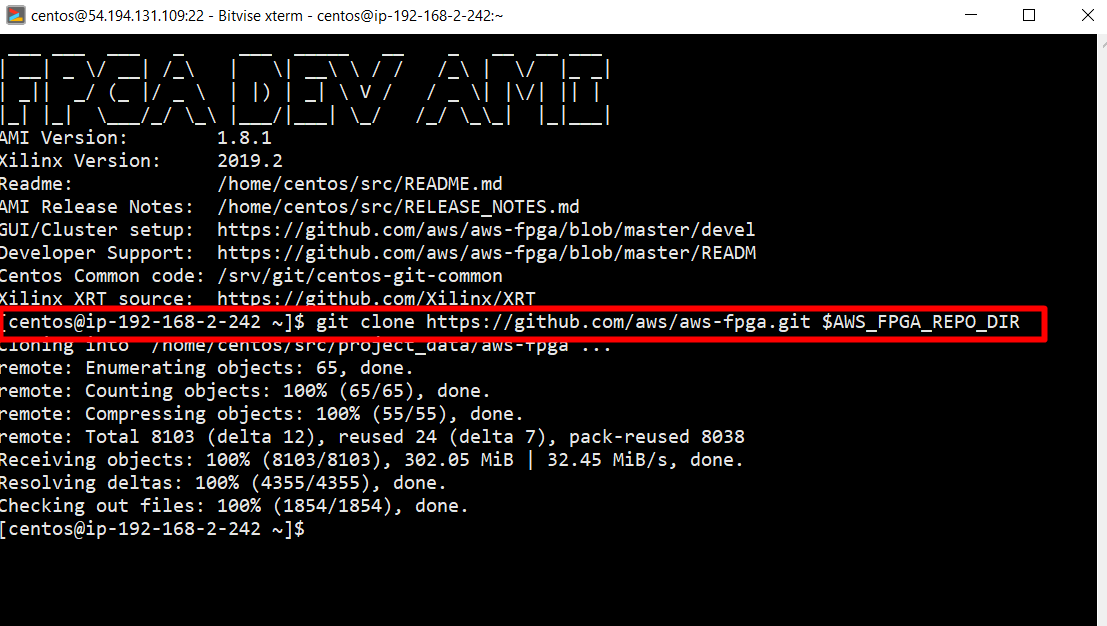 centos@54.194.131.109:22 - Bitvise xterm - centos@ip-192-168-2-242:~
FPGA DEV AMI
AMI Version: 1.8.1
Xilinx Version: 2019.2
Readme: /home/centos/src/README.md
AMI Release Notes: /home/centos/src/RELEASE_NOTES.md
GUI/Cluster setup: https://github.com/aws/aws-fpga/blob/master/devel
Developer Support: https://github.com/aws/aws-fpga/blob/master/READM
Centos Common code: /srv/git/centos-git-common
Xilinx XRT source: https://github.com/Xilinx/XRT
[centos@ip-192-168-2-242 ~]$ git clone https://github.com/aws/aws-fpga.git $AWS_FPGA_REPO_DIR
Cloning into '/home/centos/src/project_data/aws-fpga'...
remote: Enumerating objects: 65, done.
remote: Counting objects: 100% (65/65), done.
remote: Compressing objects: 100% (55/55), done.
remote: Total 8103 (delta 12), reused 24 (delta 7), pack-reused 8038
Receiving objects: 100% (8103/8103), 302.05 MiB | 32.45 MiB/s, done.
Resolving deltas: 100% (4355/4355), done.
Checking out files: 100% (1854/1854), done.
[centos@ip-192-168-2-242 ~]$